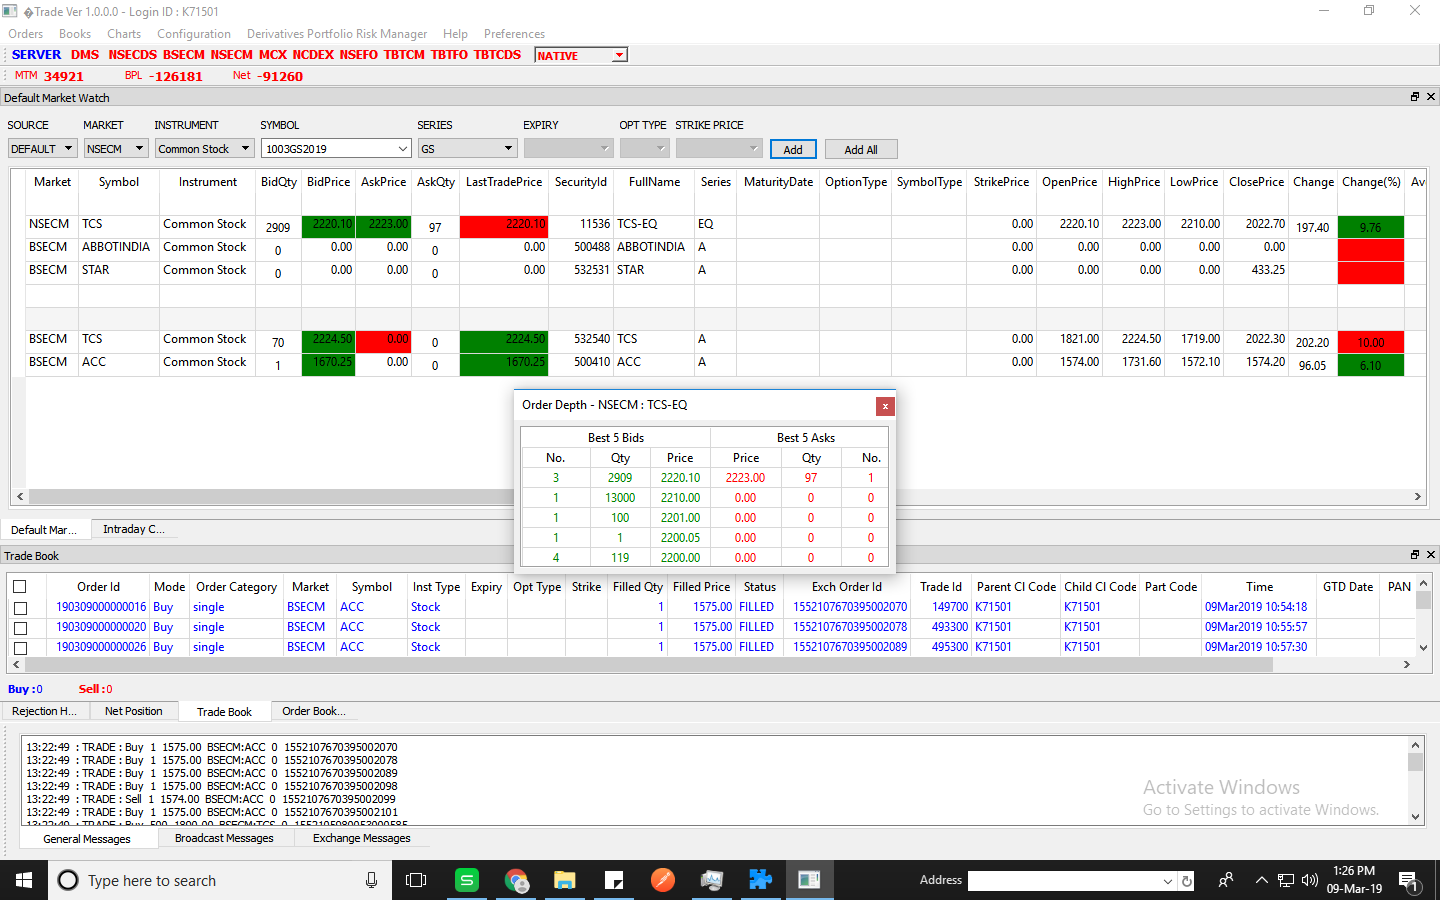 �Trade Ver 1.0.0.0 - Login ID : K71501
Orders Books Charts Configuration Derivatives Portfolio Risk Manager Help Preferences
SERVER DMS NSECDS BSECM NSECM MCX NCDEX NSEFO TBTCM TBTFO TBTCDS NATIVE
MTM 34921 BPL -126181 Net -91260
Default Market Watch
SOURCE MARKET INSTRUMENT SYMBOL SERIES EXPIRY OPT TYPE STRIKE PRICE
DEFAULT NSECM Common Stock 1003GS2019 GS Add Add All
Market Symbol Instrument BidQty BidPrice AskPrice AskQty LastTradePrice SecurityId FullName Series MaturityDate OptionType SymbolType StrikePrice OpenPrice HighPrice LowPrice ClosePrice Change Change(%) Av
NSECM TCS Common Stock 2909 2220.10 2223.00 97 2220.10 11536 TCS-EQ EQ 0.00 2220.10 2223.00 2210.00 2022.70 197.40 9.76
BSECM ABBOTINDIA Common Stock 0 0.00 0.00 0 0.00 500488 ABBOTINDIA A 0.00 0.00 0.00 0.00 0.00
BSECM STAR Common Stock 0 0.00 0.00 0 0.00 532531 STAR A 0.00 0.00 0.00 0.00 433.25
BSECM TCS Common Stock 70 2224.50 0.00 0 2224.50 532540 TCS A 0.00 1821.00 2224.50 1719.00 2022.30 202.20 10.00
BSECM ACC Common Stock 1 1670.25 0.00 0 1670.25 500410 ACC A 0.00 1574.00 1731.60 1572.10 1574.20 96.05 6.10
Order Depth - NSECM : TCS-EQ
Best 5 Bids Best 5 Asks
No. Qty Price Price Qty No.
3 2909 2220.10 2223.00 97 1
1 13000 2210.00 0.00 0 0
1 100 2201.00 0.00 0 0
1 1 2200.05 0.00 0 0
4 119 2200.00 0.00 0 0
Default Mar... Intraday C...
Trade Book
Order Id Mode Order Category Market Symbol Inst Type Expiry Opt Type Strike Filled Qty Filled Price Status Exch Order Id Trade Id Parent Cl Code Child Cl Code Part Code Time GTD Date PAN
190309000000016 Buy single BSECM ACC Stock 1 1575.00 FILLED 1552107670395002070 149700 K71501 K71501 09Mar2019 10:54:18
190309000000020 Buy single BSECM ACC Stock 1 1575.00 FILLED 1552107670395002078 493300 K71501 K71501 09Mar2019 10:55:57
190309000000026 Buy single BSECM ACC Stock 1 1575.00 FILLED 1552107670395002089 495300 K71501 K71501 09Mar2019 10:57:30
Buy :0 Sell :0
Rejection H... Net Position Trade Book Order Book...
13:22:49 : TRADE : Buy 1 1575.00 BSECM:ACC 0 1552107670395002070
13:22:49 : TRADE : Buy 1 1575.00 BSECM:ACC 0 1552107670395002078
13:22:49 : TRADE : Buy 1 1575.00 BSECM:ACC 0 1552107670395002089
13:22:49 : TRADE : Buy 1 1575.00 BSECM:ACC 0 1552107670395002098
13:22:49 : TRADE : Sell 1 1574.00 BSECM:ACC 0 1552107670395002099
13:22:49 : TRADE : Buy 1 1575.00 BSECM:ACC 0 1552107670395002101
13:22:49 : TRADE : Buy 500 1800.00 BSECM:TCS 0
Activate Windows
Go to Settings to activate Windows.
General Messages Broadcast Messages Exchange Messages
Type here to search Address 1:26 PM
09-Mar-19
1